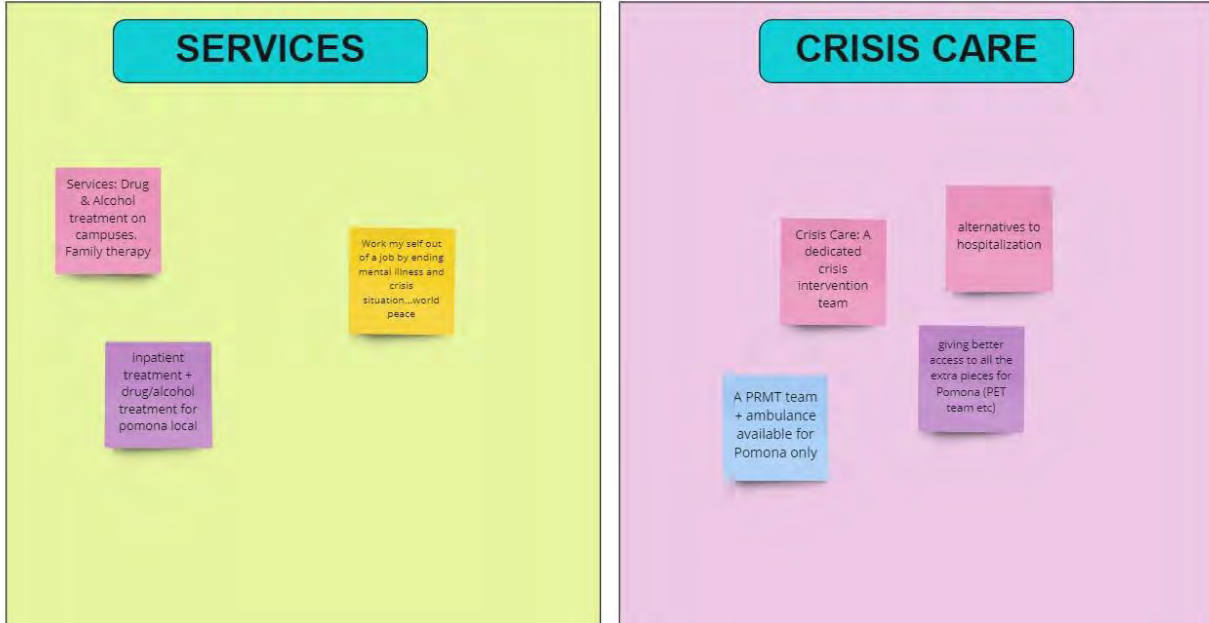 SERVICES
Services: Drug
& Alcohol
treatment on
campuses.
Family therapy
Work my self out
of a job by ending
mental illness and
crisis
situation...world
peace
inpatient
treatment +
drug/alcohol
treatment for
pomona local
CRISIS CARE
Crisis Care: A
dedicated
crisis
intervention
team
alternatives to
hospitalization
A PRMT team
+ ambulance
available for
Pomona only
giving better
access to all the
extra pieces for
Pomona (PET
team etc)